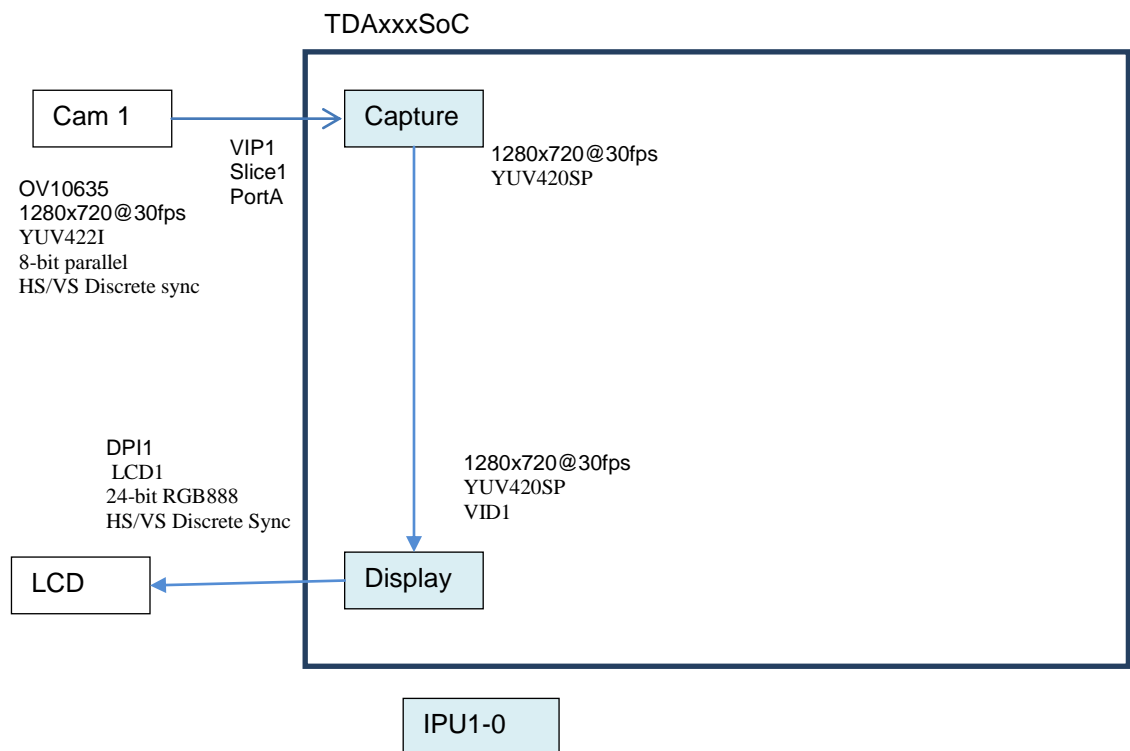 TDAxxxSoC
Cam 1
Capture
VIP1
Slice1
PortA
1280x720@30fps
YUV420SP
OV10635
1280x720@30fps
YUV422I
8-bit parallel
HS/VS Discrete sync
DPI1
LCD1
24-bit RGB888
HS/VS Discrete Sync
1280x720@30fps
YUV420SP
VID1
LCD
Display
IPU1-0